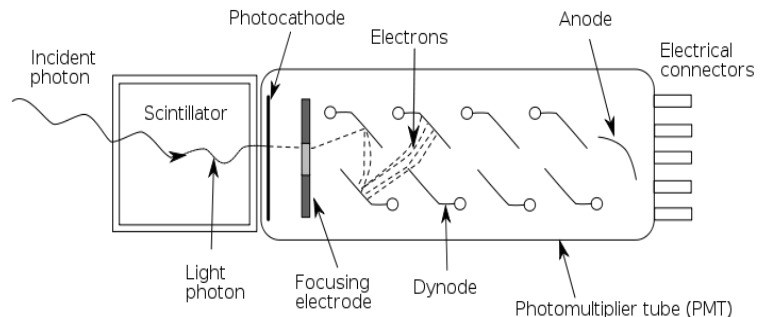 Photocathode
Anode
Electrons
Incident
photon
Electrical
connectors
Scintillator
Light
photon
Focusing
electrode
Dynode
Photomultiplier tube (PMT)